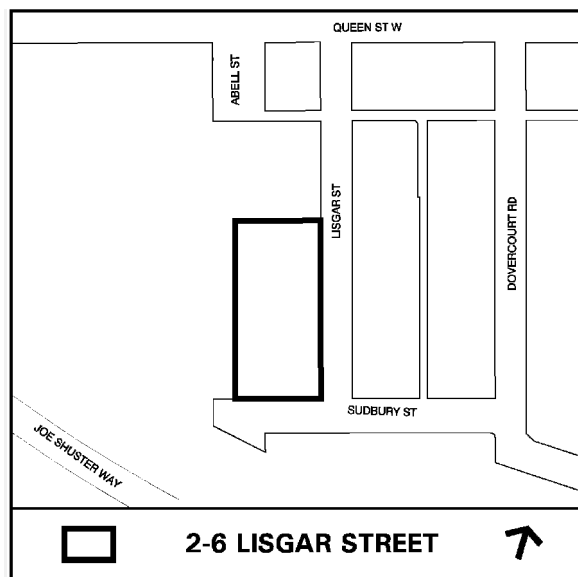 QUEEN ST W
ABELL ST
LISGAR ST
DOVERCOURT RD
SUDBURY ST
JOE SHUSTER WAY
2-6 LISGAR STREET